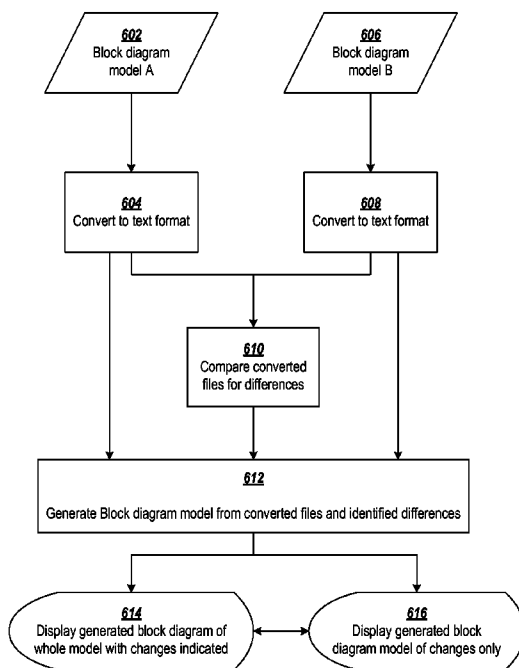 602
Block diagram
model A
606
Block diagram
model B
604
Convert to text format
608
Convert to text format
610
Compare converted
files for differences
612
Generate Block diagram model from converted files and identified differences
614
Display generated block diagram of
whole model with changes indicated
616
Display generated block
diagram model of changes only